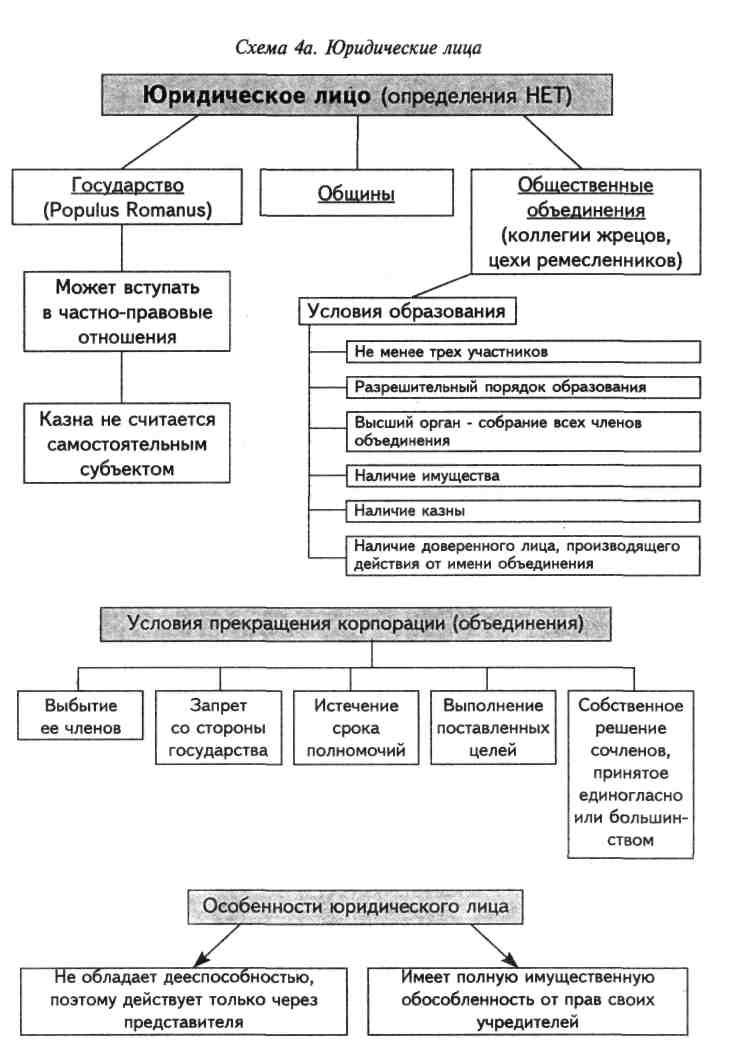 Схема 4а. Юридические лица
Юридическое лицо (определения НЕТ)
Государство
(Populus Romanus)
Общины
Общественные
объединения
(коллегии жрецов,
цехи ремесленников)
Может вступать
в частно-правовые
отношения
Казна не считается
самостоятельным
субъектом
Условия образования
Не менее трех участников
Разрешительный порядок образования
Высший орган - собрание всех членов
объединения
Наличие имущества
Наличие казны
Наличие доверенного лица, производящего
действия от имени объединения
Условия прекращения корпорации (объединения)
Выбытие
ее членов
Запрет
со стороны
государства
Истечение
срока
полномочий
Выполнение
поставленных
целей
Собственное
решение
сочленов,
принятое
единогласно
или большин-
ством
Особенности юридического лица
Не обладает дееспособностью,
поэтому действует только через
представителя
Имеет полную имущественную
обособленность от прав своих
учредителей